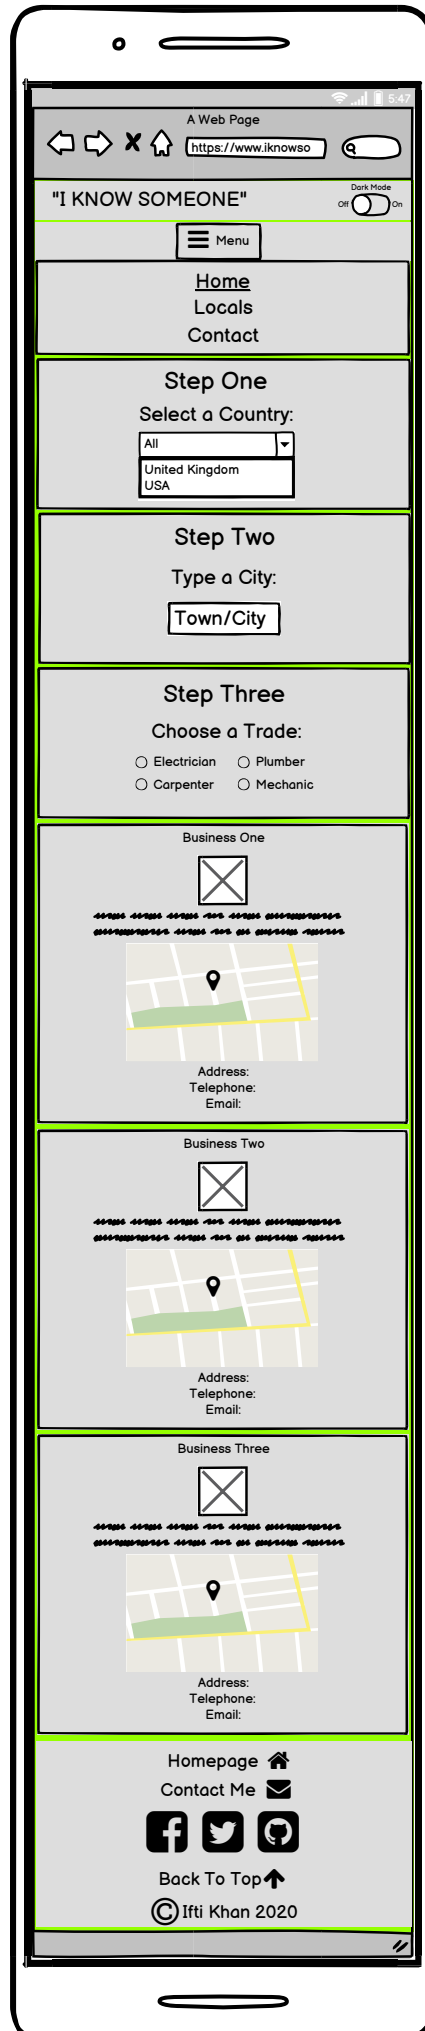 5:47
A Web Page
https://www.iknowso
"I KNOW SOMEONE"
Dark Mode
Off On
Menu
Home
Locals
Contact
Step One
Select a Country:
All
United Kingdom
USA
Step Two
Type a City:
Town/City
Step Three
Choose a Trade:
Electrician Plumber
Carpenter Mechanic
Business One
Address:
Telephone:
Email:
Business Two
Address:
Telephone:
Email:
Business Three
Address:
Telephone:
Email:
Homepage
Contact Me
Back To Top
© Ifti Khan 2020